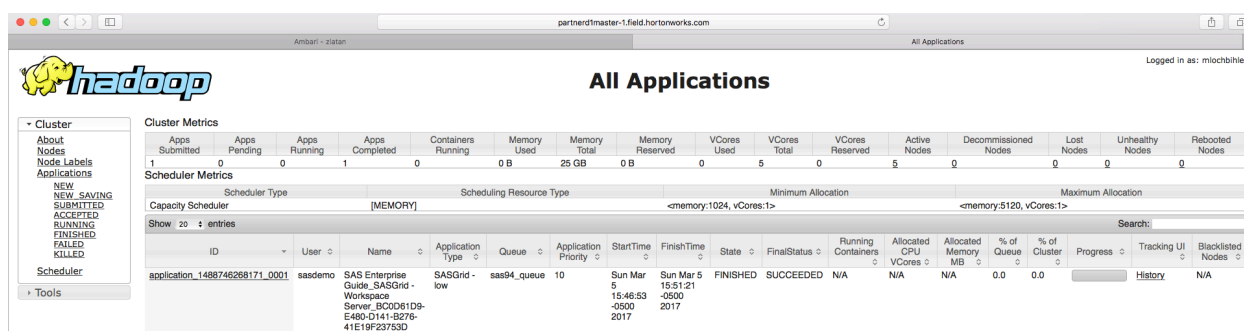 partnerd1master-1.field.hortonworks.com
Ambari - zlatan
All Applications
Logged in as: mlochbihle
hadoop
All Applications
Cluster
About
Nodes
Node Labels
Applications
NEW
NEW_SAVING
SUBMITTED
ACCEPTED
RUNNING
FINISHED
FAILED
KILLED
Scheduler
Tools
Cluster Metrics
Apps Submitted Apps Pending Apps Running Apps Completed Containers Running Memory Used Memory Total Memory Reserved VCores Used VCores Total VCores Reserved Active Nodes Decommissioned Nodes Lost Nodes Unhealthy Nodes Rebooted Nodes
1 0 0 1 0 0 B 25 GB 0 B 0 5 0 5 0 0 0 0
Scheduler Metrics
Scheduler Type Scheduling Resource Type Minimum Allocation Maximum Allocation
Capacity Scheduler [MEMORY] <memory:1024, vCores:1> <memory:5120, vCores:1>
Show 20 entries Search:
ID User Name Application Type Queue Application Priority StartTime FinishTime State FinalStatus Running Containers Allocated CPU VCores Allocated Memory MB % of Queue % of Cluster Progress Tracking UI Blacklisted Nodes
application_1488746268171_0001 sasdemo SAS Enterprise SASGrid - sas94_queue 10 Sun Mar Sun Mar 5 FINISHED SUCCEEDED N/A N/A N/A 0.0 0.0 History N/A
Guide_SASGrid - low 5 15:51:21
Workspace 15:46:53 -0500
Server_BC0D61D9- -0500 2017
E480-D141-B276- 2017
41E19F23753D